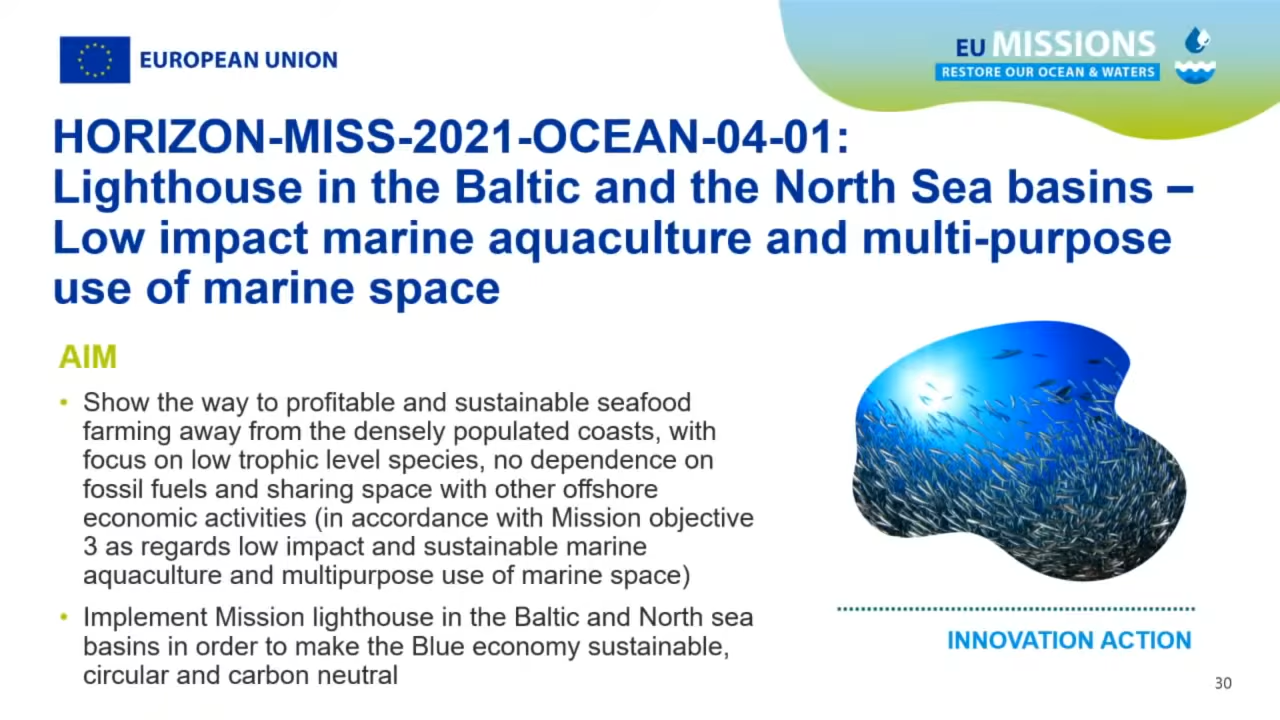 EUROPEAN UNION
EU MISSIONS
RESTORE OUR OCEAN & WATERS
HORIZON-MISS-2021-OCEAN-04-01:
Lighthouse in the Baltic and the North Sea basins –
Low impact marine aquaculture and multi-purpose
use of marine space
AIM
• Show the way to profitable and sustainable seafood
farming away from the densely populated coasts, with
focus on low trophic level species, no dependence on
fossil fuels and sharing space with other offshore
economic activities (in accordance with Mission objective
3 as regards low impact and sustainable marine
aquaculture and multipurpose use of marine space)
• Implement Mission lighthouse in the Baltic and North sea
basins in order to make the Blue economy sustainable,
circular and carbon neutral
INNOVATION ACTION
30